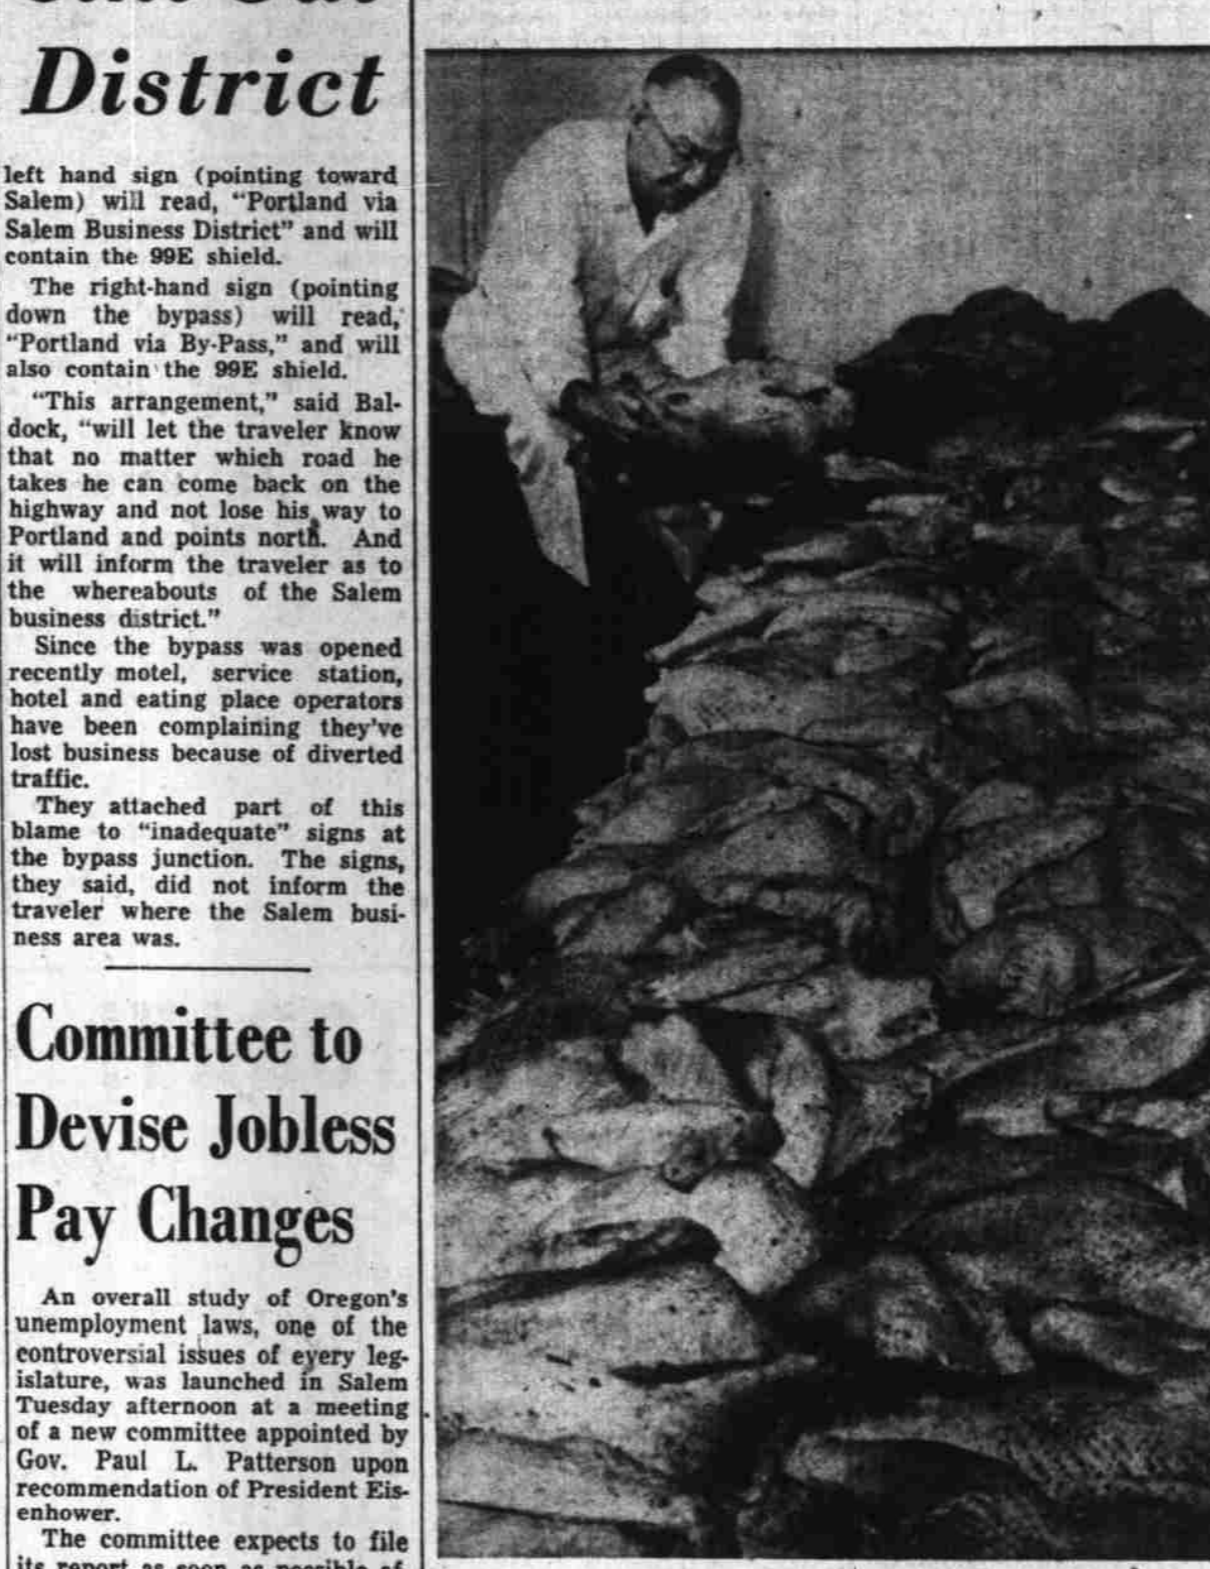 District
left hand sign (pointing toward
Salem) will read, "Portland via
Salem Business District" and will
contain the 99E shield.
The right-hand sign (pointing
down the bypass) will read,
"Portland via By-Pass," and will
also contain the 99E shield.
"This arrangement," said Bal-
dock, "will let the traveler know
that no matter which road he
takes he can come back on the
highway and not lose his way to
Portland and points north. And
it will inform the traveler as to
the whereabouts of the Salem
business district."
Since the bypass was opened
recently motel, service station,
hotel and eating place operators
have been complaining they've
lost business because of diverted
traffic.
They attached part of this
blame to "inadequate" signs at
the bypass junction. The signs,
they said, did not inform the
traveler where the Salem busi-
ness area was.
Committee to
Devise Jobless
Pay Changes
An overall study of Oregon's
unemployment laws, one of the
controversial issues of every leg-
islature, was launched in Salem
Tuesday afternoon at a meeting
of a new committee appointed by
Gov. Paul L. Patterson upon
recommendation of President Eis-
enhower.
The committee expects to file
its report as soon as possible of-